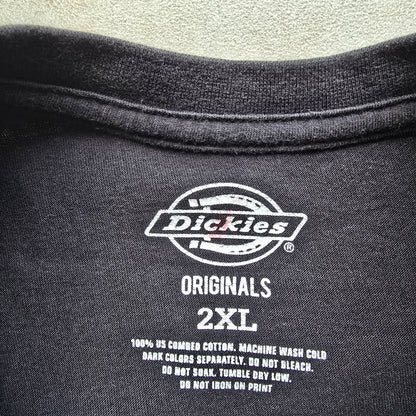 Dickies®
ORIGINALS
2XL
100% US COMBED COTTON. MACHINE WASH COLD
DARK COLORS SEPARATELY. DO NOT BLEACH.
DO NOT SOAK. TUMBLE DRY LOW.
DO NOT IRON ON PRINT